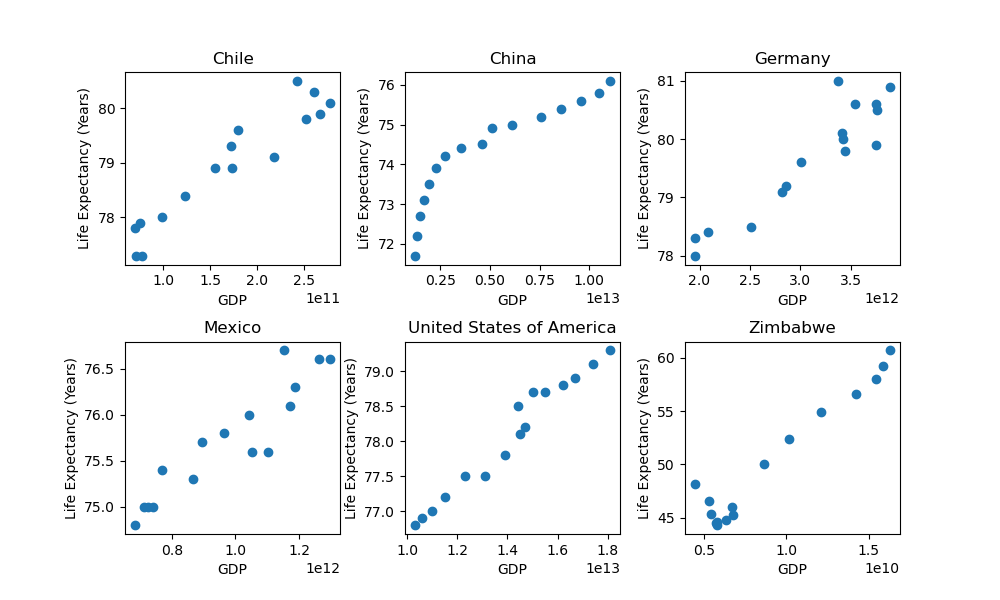 Chile
Life Expectancy (Years)
80
79
78
1.0 1.5 2.0 2.5
1e11
GDP
China
Life Expectancy (Years)
76
75
74
73
72
0.25 0.50 0.75 1.00
1e13
GDP
Germany
Life Expectancy (Years)
81
80
79
78
2.0 2.5 3.0 3.5
1e12
GDP
Mexico
Life Expectancy (Years)
76.5
76.0
75.5
75.0
0.8 1.0 1.2
1e12
GDP
United States of America
Life Expectancy (Years)
79.0
78.5
78.0
77.5
77.0
1.0 1.2 1.4 1.6 1.8
1e13
GDP
Zimbabwe
Life Expectancy (Years)
60
55
50
45
0.5 1.0 1.5
1e10
GDP